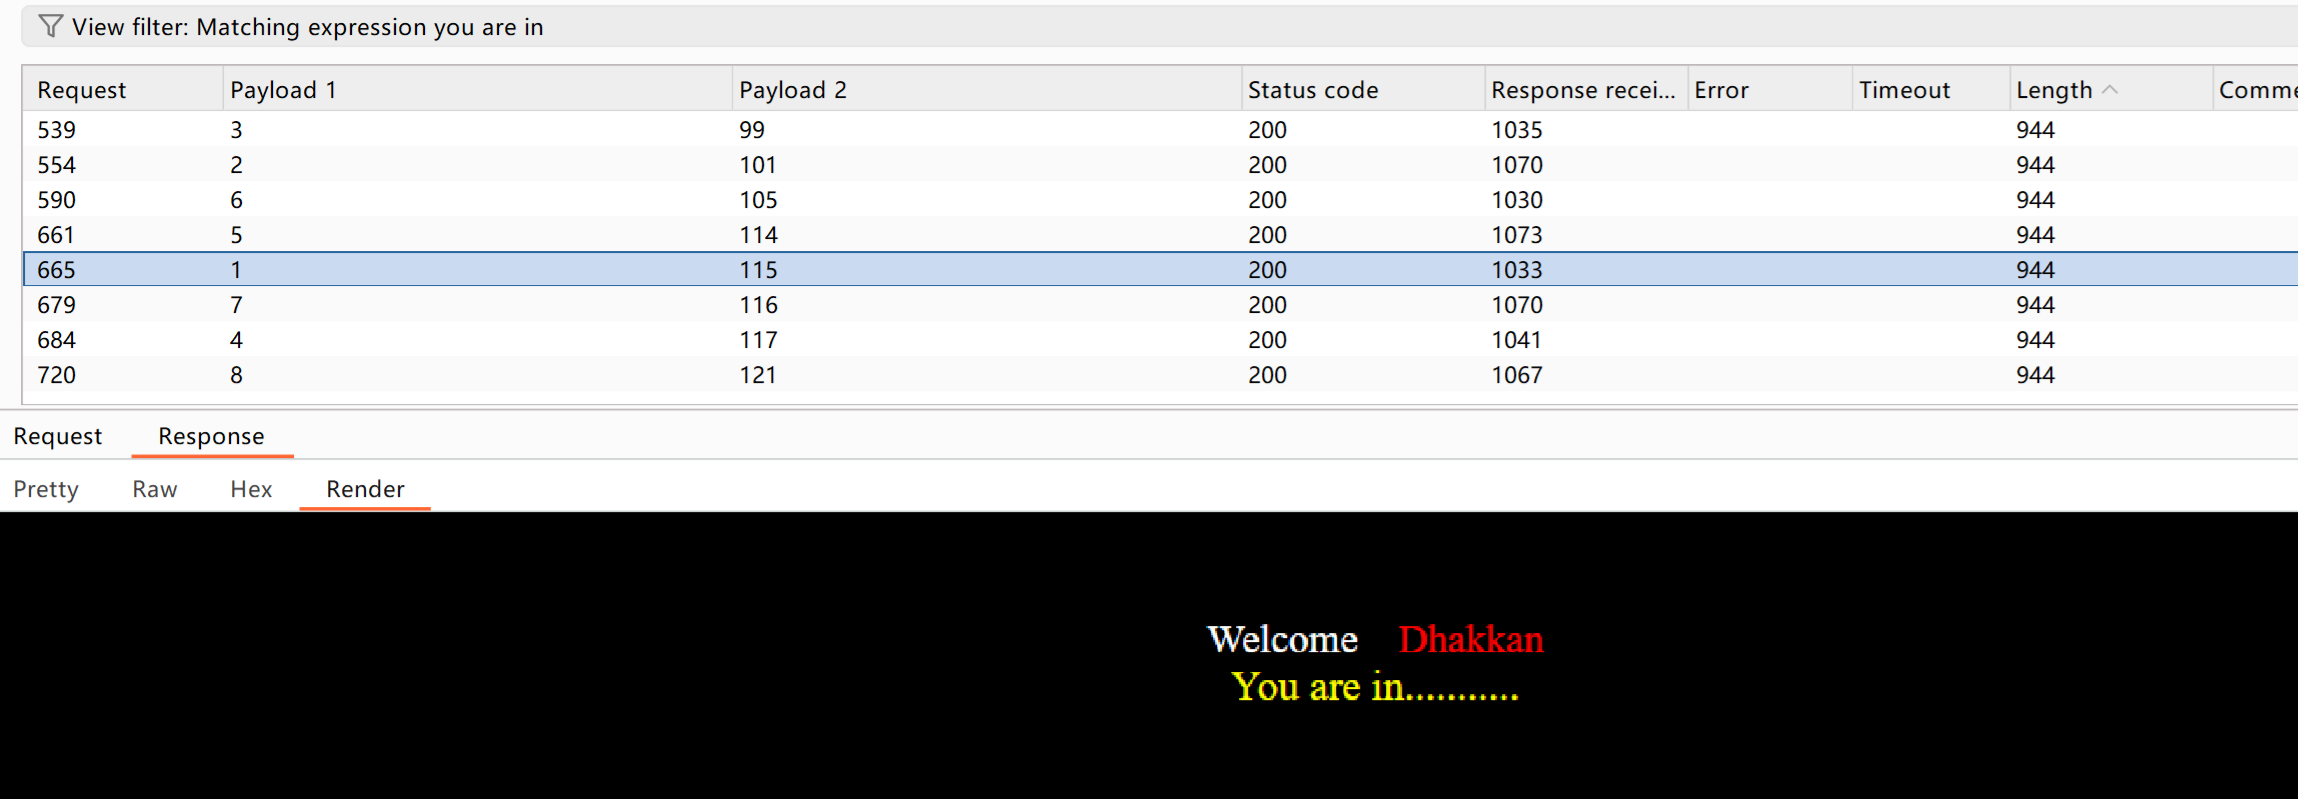 View filter: Matching expression you are in
Request Payload 1 Payload 2 Status code Response recei... Error Timeout Length Comme
539 3 99 200 1035 944
554 2 101 200 1070 944
590 6 105 200 1030 944
661 5 114 200 1073 944
665 1 115 200 1033 944
679 7 116 200 1070 944
684 4 117 200 1041 944
720 8 121 200 1067 944
Request Response
Pretty Raw Hex Render
Welcome Dhakkan
You are in...........